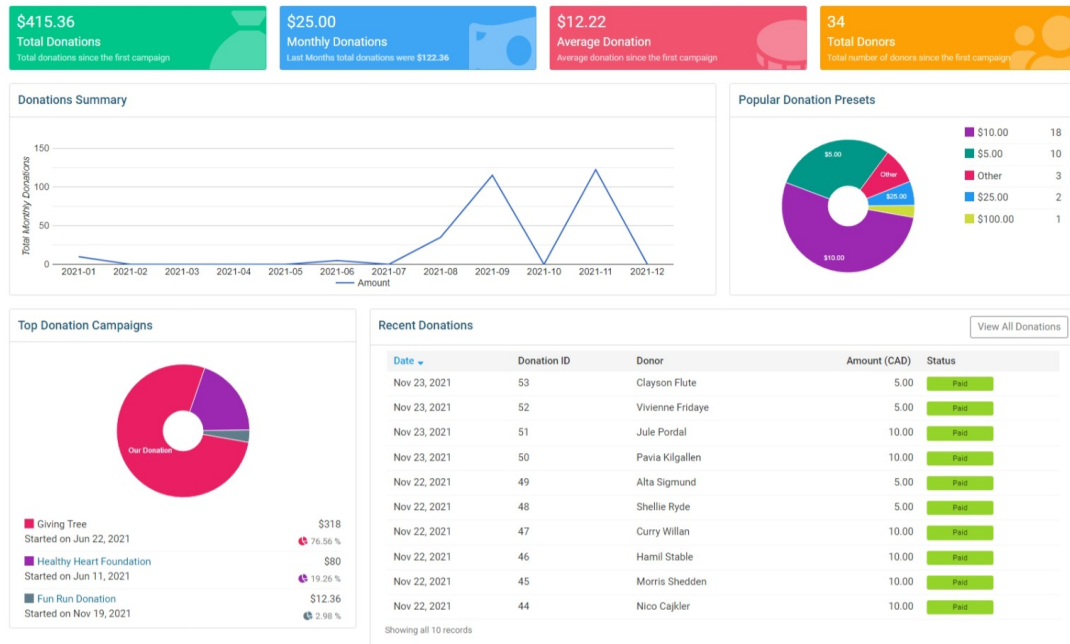 $415.36
Total Donations
Total donations since the first campaign
$25.00
Monthly Donations
Last Months total donations were $122.36
$12.22
Average Donation
Average donation since the first campaign
34
Total Donors
Total number of donors since the first campaign
Donations Summary
Total Monthly Donations
150
100
50
0
2021-01 2021-02 2021-03 2021-04 2021-05 2021-06 2021-07 2021-08 2021-09 2021-10 2021-11 2021-12
Amount
Popular Donation Presets
$5.00
Other
$25.00
$10.00
$10.00 18
$5.00 10
Other 3
$25.00 2
$100.00 1
Top Donation Campaigns
Our Donation
Giving Tree $318
Started on Jun 22, 2021 76.56 %
Healthy Heart Foundation $80
Started on Jun 11, 2021 19.26 %
Fun Run Donation $12.36
Started on Nov 19, 2021 2.98 %
Recent Donations View All Donations
Date Donation ID Donor Amount (CAD) Status
Nov 23, 2021 53 Clayson Flute 5.00 Paid
Nov 23, 2021 52 Vivienne Fridaye 5.00 Paid
Nov 23, 2021 51 Jule Pordal 10.00 Paid
Nov 23, 2021 50 Pavia Kilgallen 10.00 Paid
Nov 22, 2021 49 Alta Sigmund 5.00 Paid
Nov 22, 2021 48 Shellie Ryde 5.00 Paid
Nov 22, 2021 47 Curry Willan 10.00 Paid
Nov 22, 2021 46 Hamil Stable 10.00 Paid
Nov 22, 2021 45 Morris Shedden 10.00 Paid
Nov 22, 2021 44 Nico Cajkler 10.00 Paid
Showing all 10 records